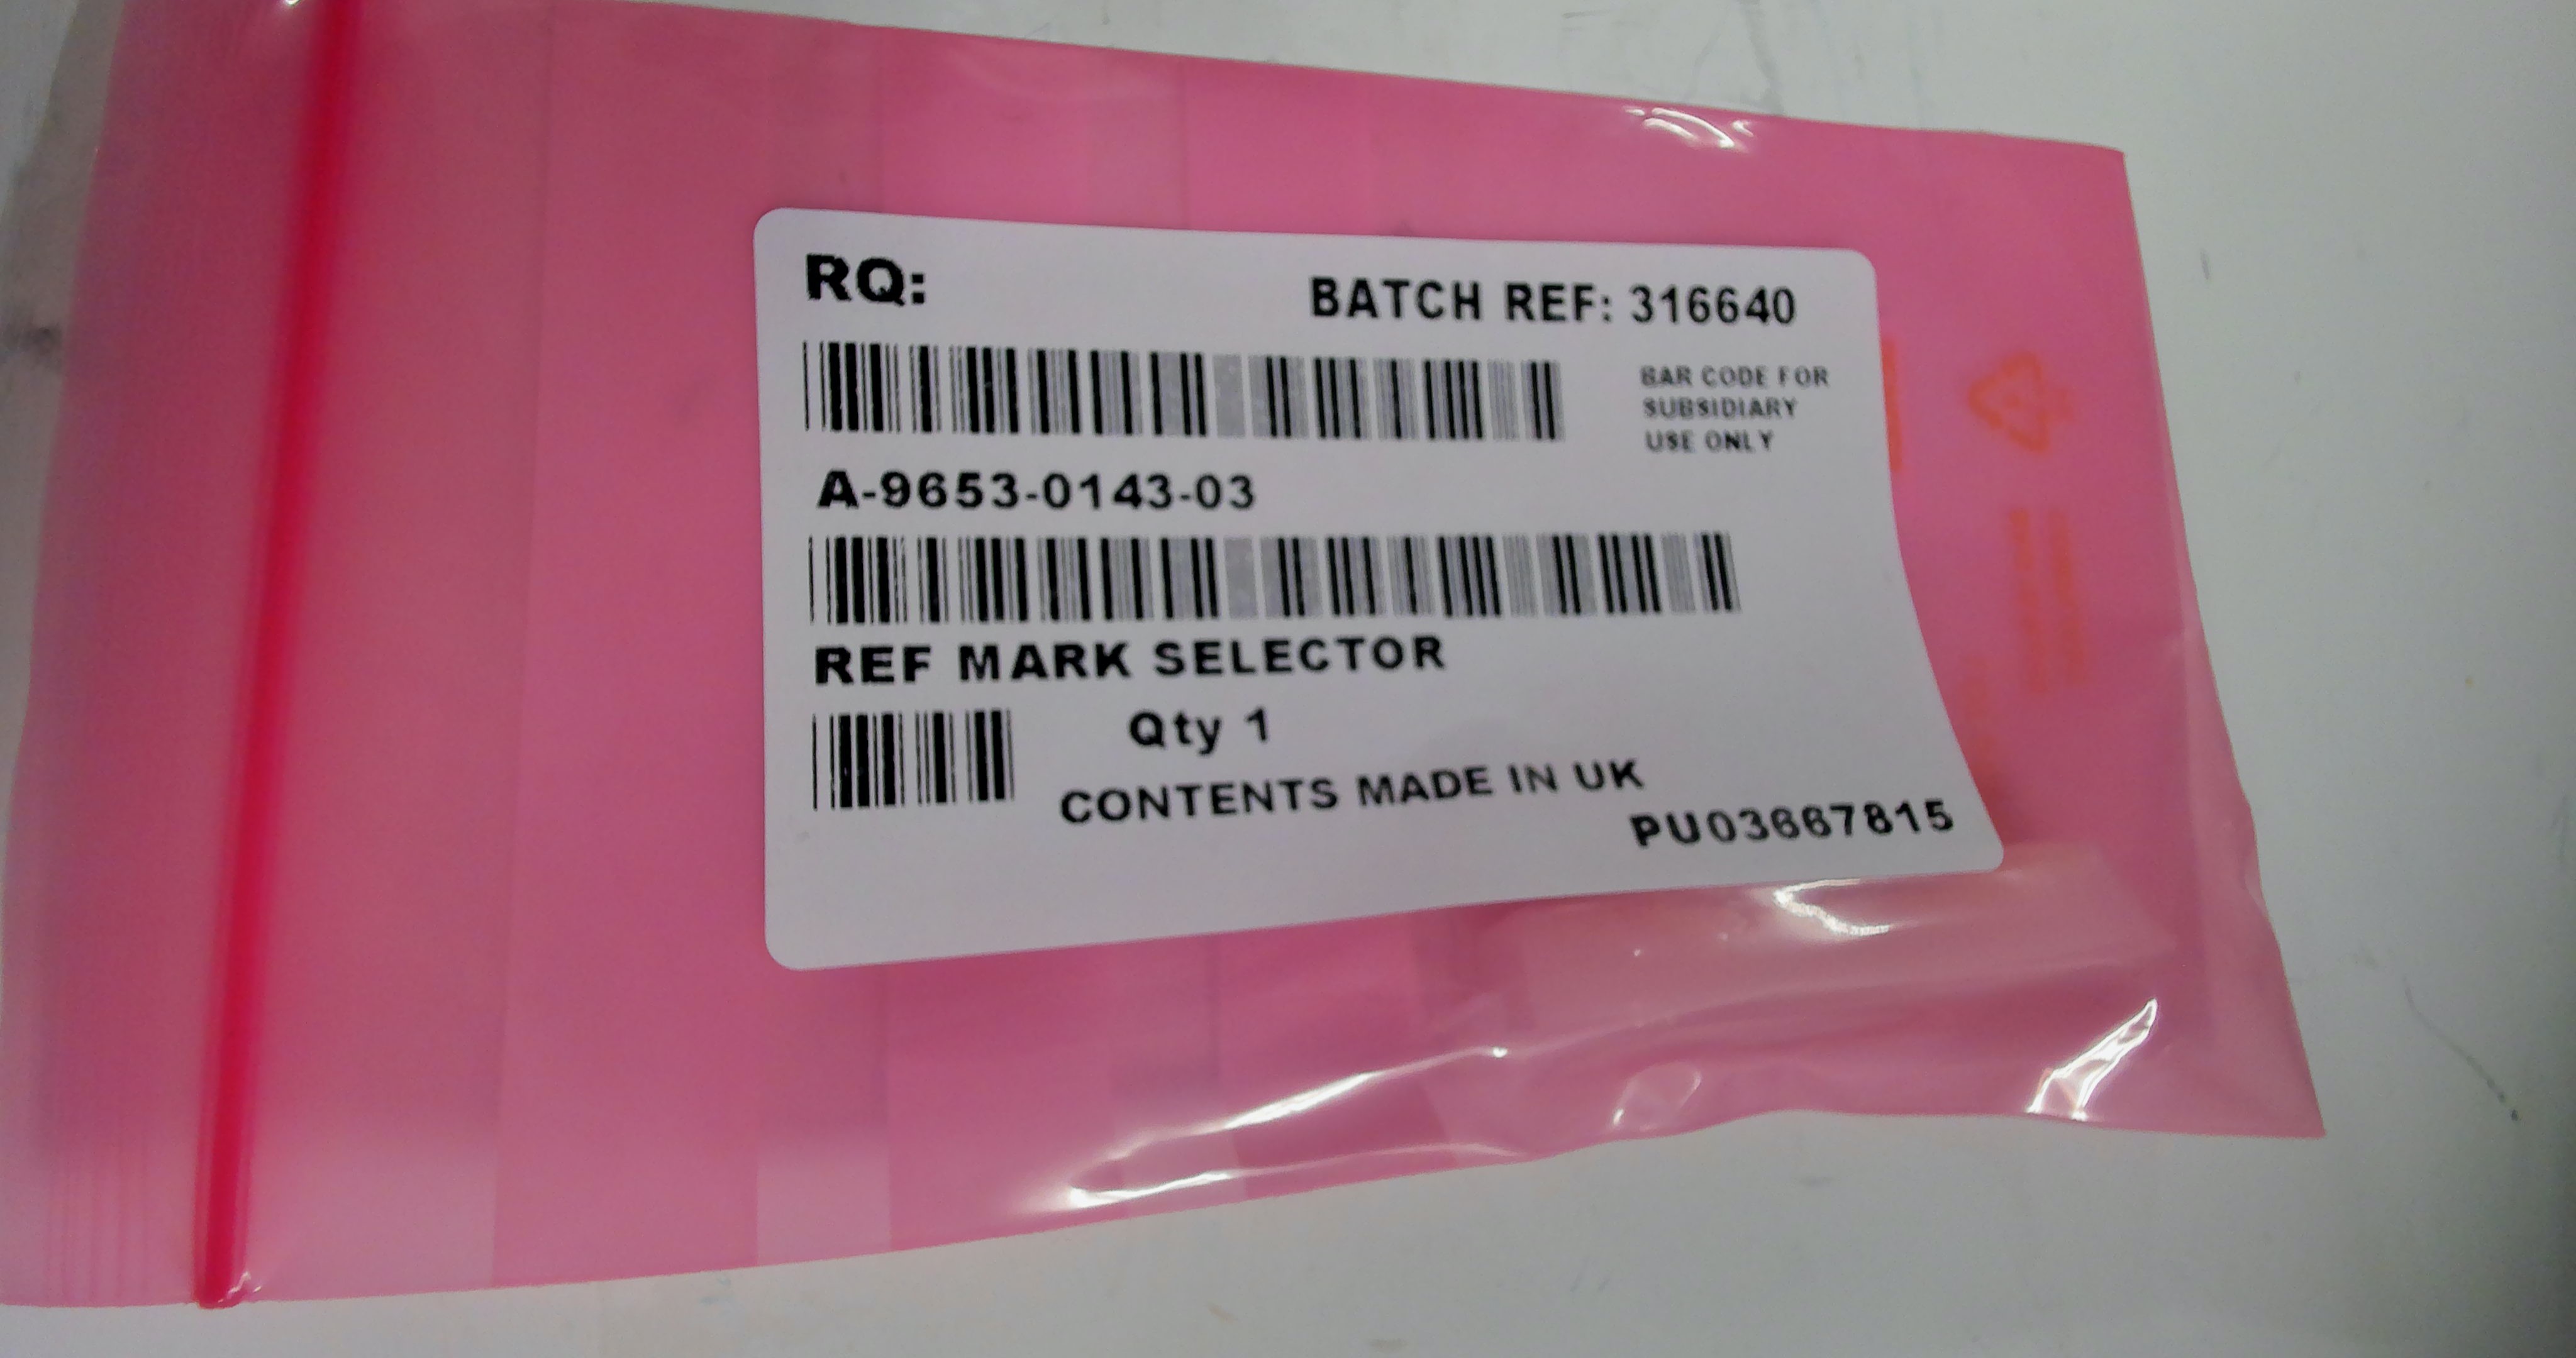 RQ:
BATCH REF: 316640
BAR CODE FOR
SUBSIDIARY
USE ONLY
A-9653-0143-03
REF MARK SELECTOR
Qty 1
CONTENTS MADE IN UK
PU03667815